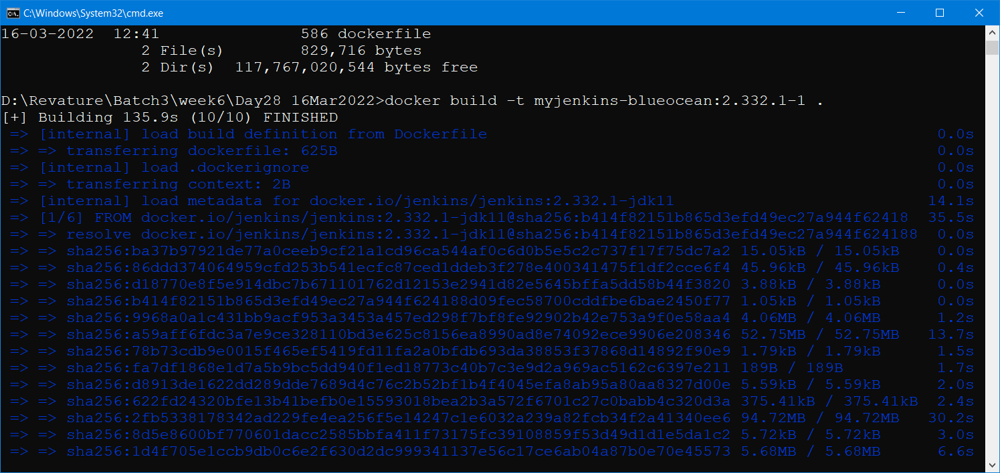 C:\Windows\System32\cmd.exe
16-03-2022  12:41               586 dockerfile
               2 File(s)        829,716 bytes
               2 Dir(s)  117,767,020,544 bytes free
D:\Revature\Batch3\week6\Day28 16Mar2022>docker build -t myjenkins-blueocean:2.332.1-1 .
[+] Building 135.9s (10/10) FINISHED
=> [internal] load build definition from Dockerfile 0.0s
=> => transferring dockerfile: 625B 0.0s
=> [internal] load .dockerignore 0.0s
=> => transferring context: 2B 0.0s
=> [internal] load metadata for docker.io/jenkins/jenkins:2.332.1-jdk11 14.1s
=> [1/6] FROM docker.io/jenkins/jenkins:2.332.1-jdk11@sha256:b414f82151b865d3efd49ec27a944f62418 35.5s
=> => resolve docker.io/jenkins/jenkins:2.332.1-jdk11@sha256:b414f82151b865d3efd49ec27a944f624188 0.0s
=> => sha256:ba37b97921de77a0ceeb9cf21a1cd96ca544af0c6d0b5e5c2c737f17f75dc7a2 15.05kB / 15.05kB 0.0s
=> => sha256:86ddd374064959cfd253b541ecfc87ced1ddeb3f278e400341475f1df2cce6f4 45.96kB / 45.96kB 0.4s
=> => sha256:d18770e8f5e914dbc7b671101762d12153e2941d82e5645bffa5dd58b44f3820 3.88kB / 3.88kB 0.0s
=> => sha256:b414f82151b865d3efd49ec27a944f624188d09fec58700cddfbe6bae2450f77 1.05kB / 1.05kB 0.0s
=> => sha256:9968a0a1c431bb9acf953a3453a457ed298f7bf8fe92902b42e753a9f0e58aa4 4.06MB / 4.06MB 1.2s
=> => sha256:a59aff6fdc3a7e9ce328110bd3e625c8156ea8990ad8e74092ece9906e208346 52.75MB / 52.75MB 13.7s
=> => sha256:78b73cdb9e0015f465ef5419fd11fa2a0bfdb693da38853f37868d14892f90e9 1.79kB / 1.79kB 1.5s
=> => sha256:fa7df1868e1d7a5b9bc5dd940f1ed18773c40b7c3e9d2a969ac5162c6397e211 189B / 189B 1.7s
=> => sha256:d8913de1622dd289dde7689d4c76c2b52bf1b4f4045efa8ab95a80aa8327d00e 5.59kB / 5.59kB 2.0s
=> => sha256:622fd24320bfe13b41befb0e15593018bea2b3a572f6701c27c0babb4c320d3a 375.41kB / 375.41kB 2.4s
=> => sha256:2fb5338178342ad229fe4ea256f5e14247c1e6032a239a82fcb34f2a41340ee6 94.72MB / 94.72MB 30.2s
=> => sha256:8d5e8600bf770601dacc2585bbfa411f73175fc39108859f53d49d1d1e5da1c2 5.72kB / 5.72kB 3.0s
=> => sha256:1d4f705e1ccb9db0c6e2f630d2dc999341137e56c17ce6ab04a87b0e70e45573 5.68MB / 5.68MB 6.6s